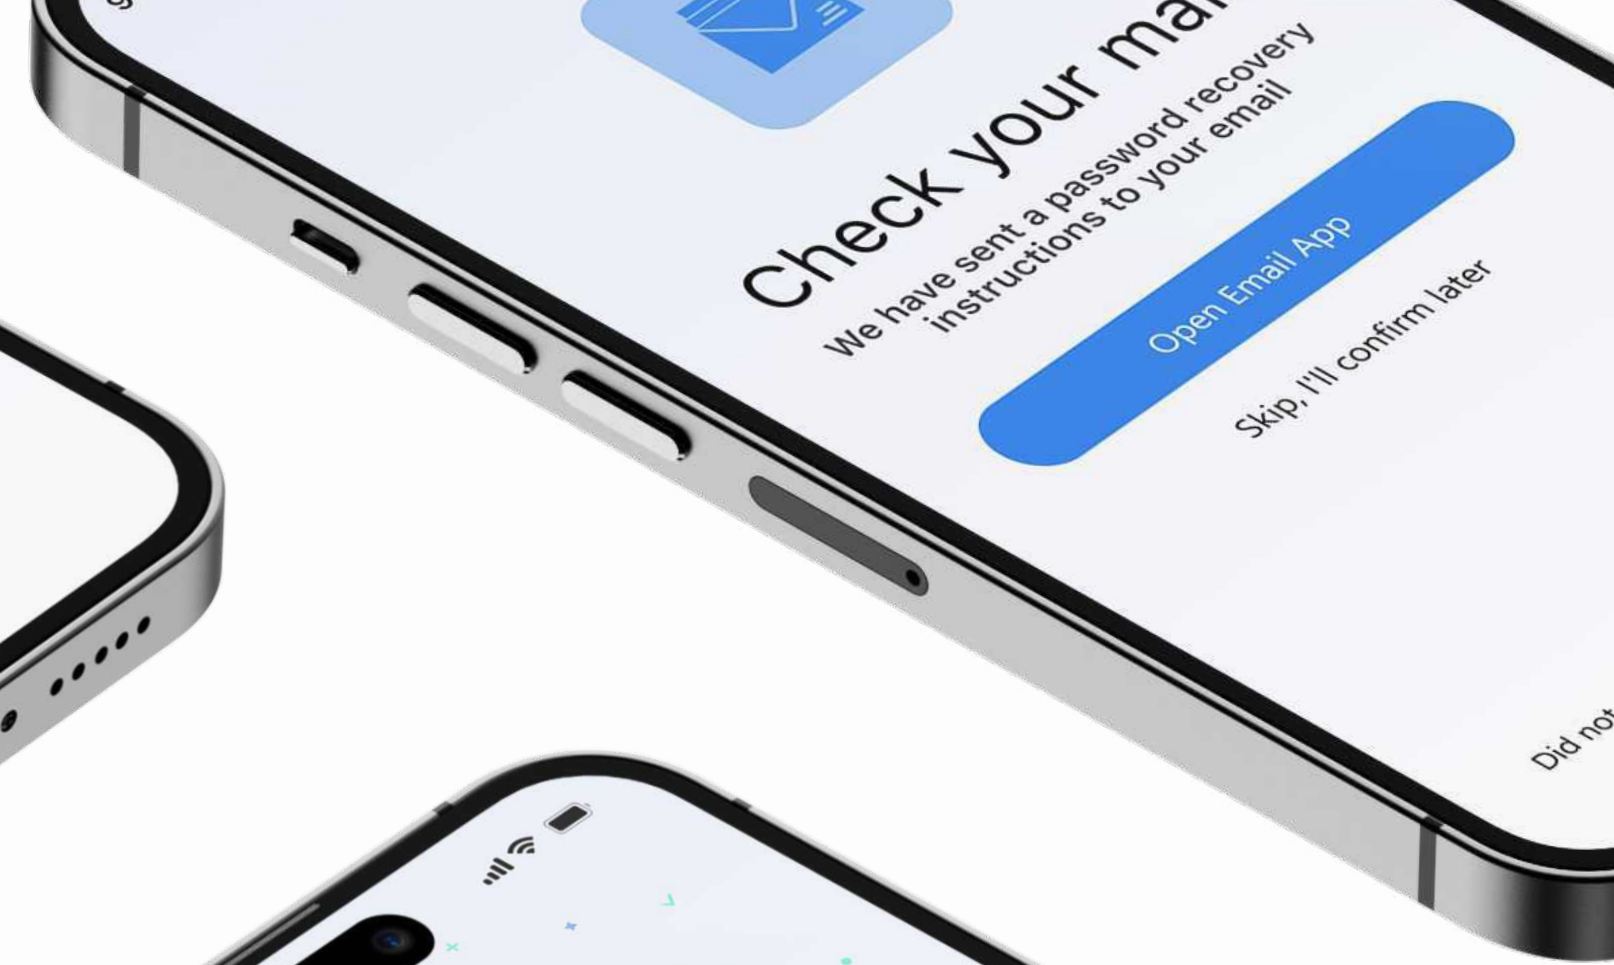 Check your mail
We have sent a password recovery
instructions to your email
Open Email App
Skip, I'll confirm later
Did not